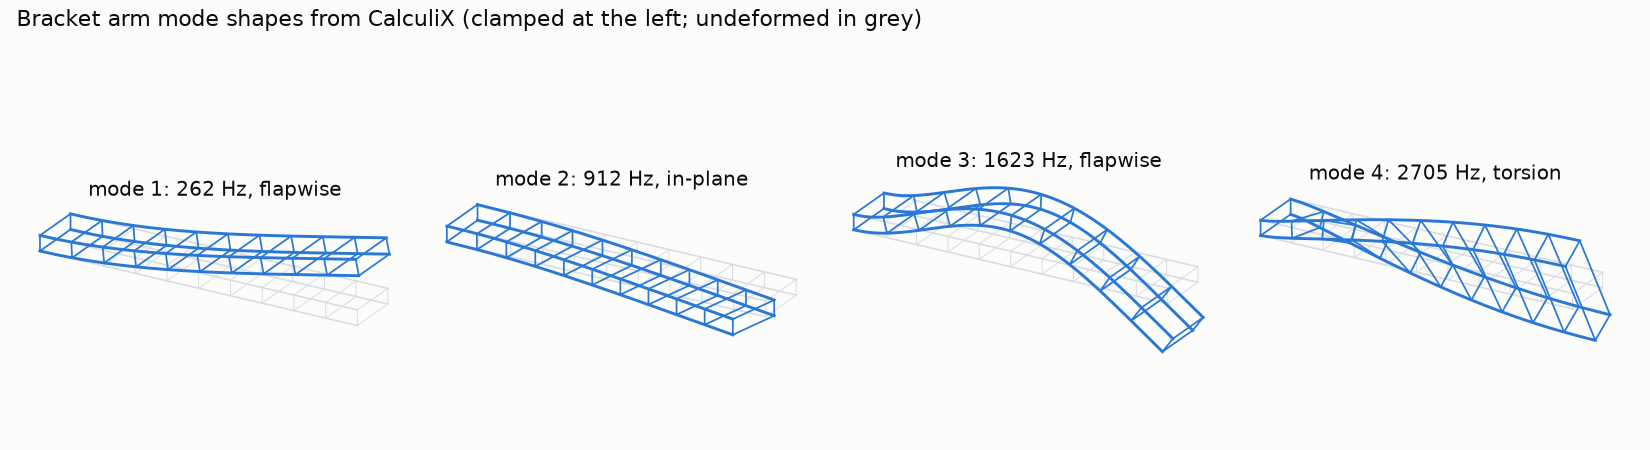 Bracket arm mode shapes from CalculiX (clamped at the left; undeformed in grey)
mode 1: 262 Hz, flapwise
mode 2: 912 Hz, in-plane
mode 3: 1623 Hz, flapwise
mode 4: 2705 Hz, torsion